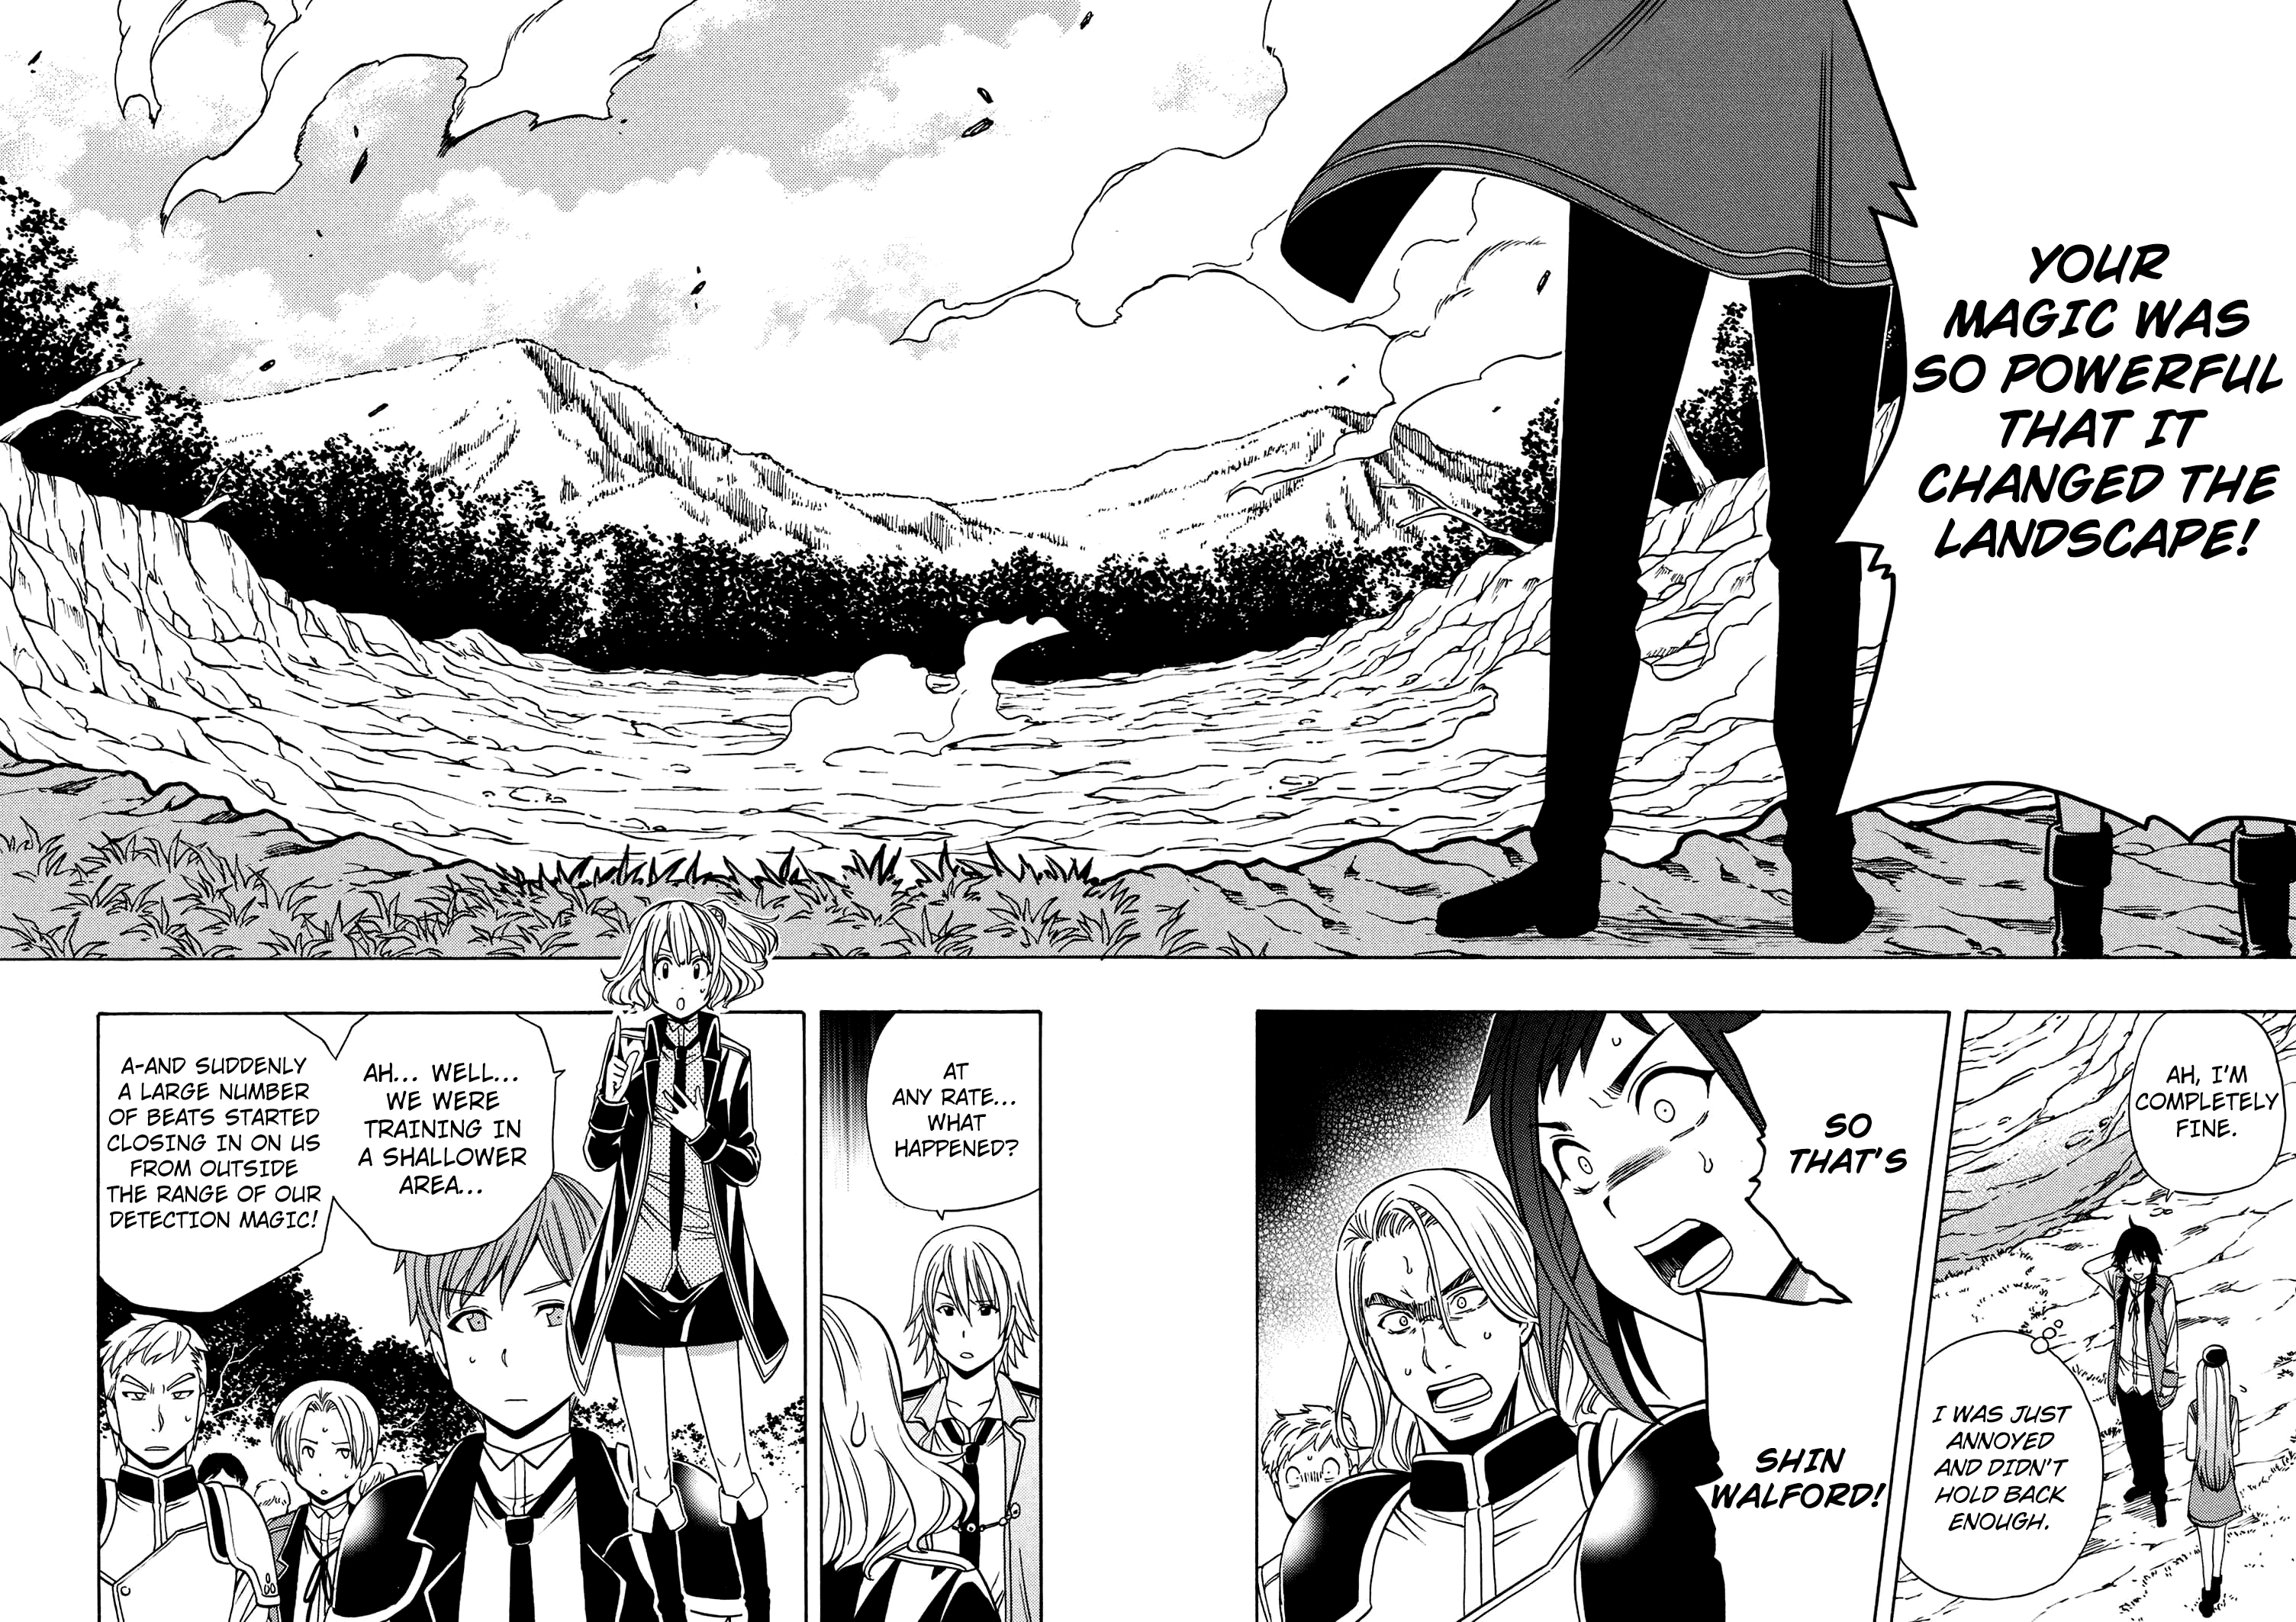 YOUR
MAGIC WAS
SO POWERFUL
THAT IT
CHANGED THE
LANDSCAPE!
AH, I'M
COMPLETELY
FINE.
I WAS JUST
ANNOYED
AND DIDN'T
HOLD BACK
ENOUGH.
SO
THAT'S
SHIN
WALFORD!
AT
ANY RATE...
WHAT
HAPPENED?
AH... WELL...
WE WERE
TRAINING IN
A SHALLOWER
AREA...
A-AND SUDDENLY
A LARGE NUMBER
OF BEATS STARTED
CLOSING IN ON US
FROM OUTSIDE
THE RANGE OF OUR
DETECTION MAGIC!